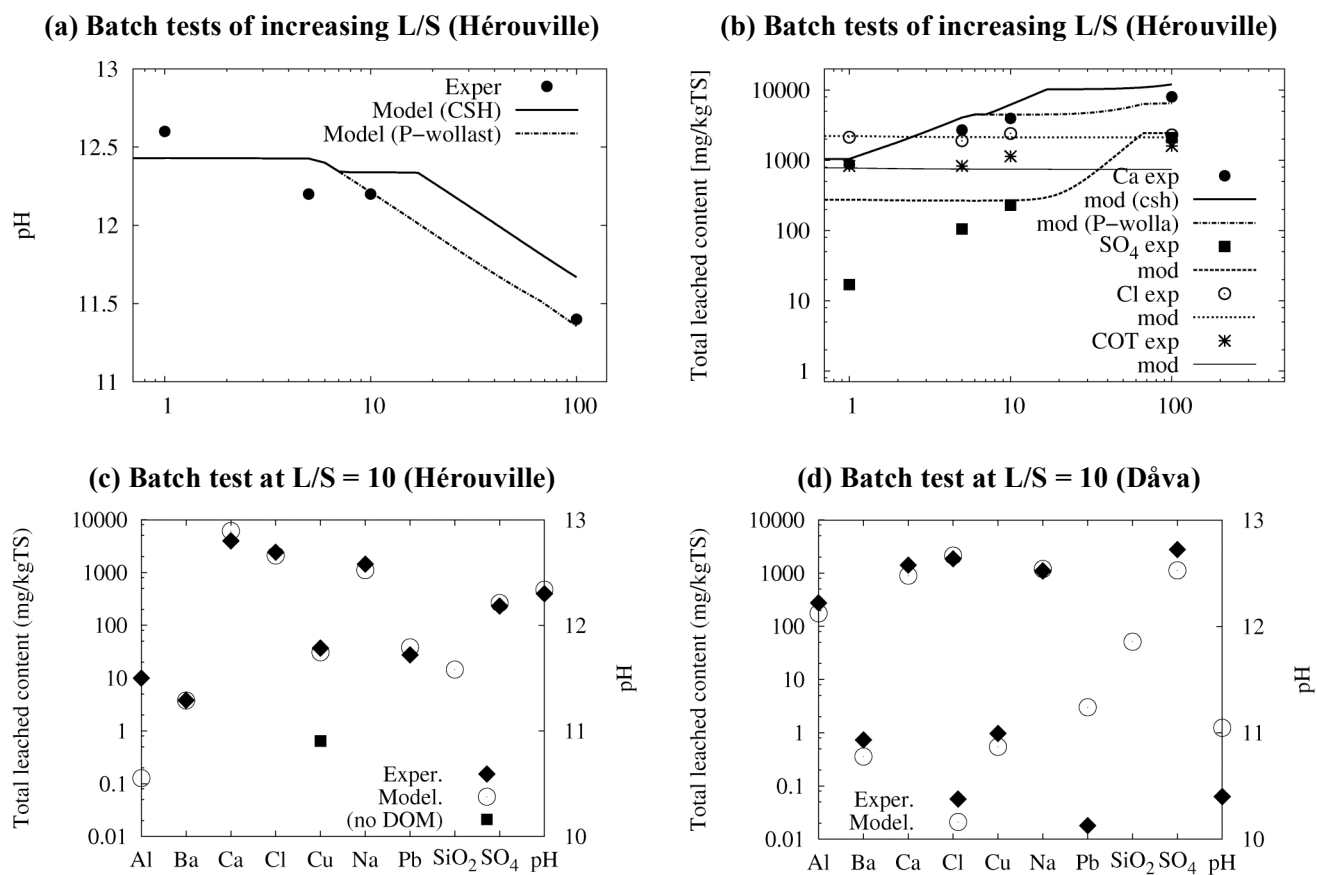 (a) Batch tests of increasing L/S (Hérouville)
13
12.5
12
11.5
11
pH
Exper
Model (CSH)
Model (P-wollast)
1 10 100
(b) Batch tests of increasing L/S (Hérouville)
10000
1000
100
10
1
Total leached content [mg/kgTS]
Ca exp
mod (csh)
mod (P-wolla)
SO4 exp
mod
Cl exp
mod
COT exp
mod
1 10 100
(c) Batch test at L/S = 10 (Hérouville)
10000
1000
100
10
1
0.1
0.01
Total leached content (mg/kgTS)
13
12
11
10
pH
Exper.
Model.
(no DOM)
Al Ba Ca Cl Cu Na Pb SiO2 SO4 pH
(d) Batch test at L/S = 10 (Dåva)
10000
1000
100
10
1
0.1
0.01
Total leached content (mg/kgTS)
13
12
11
10
pH
Exper.
Model.
Al Ba Ca Cl Cu Na Pb SiO2 SO4 pH